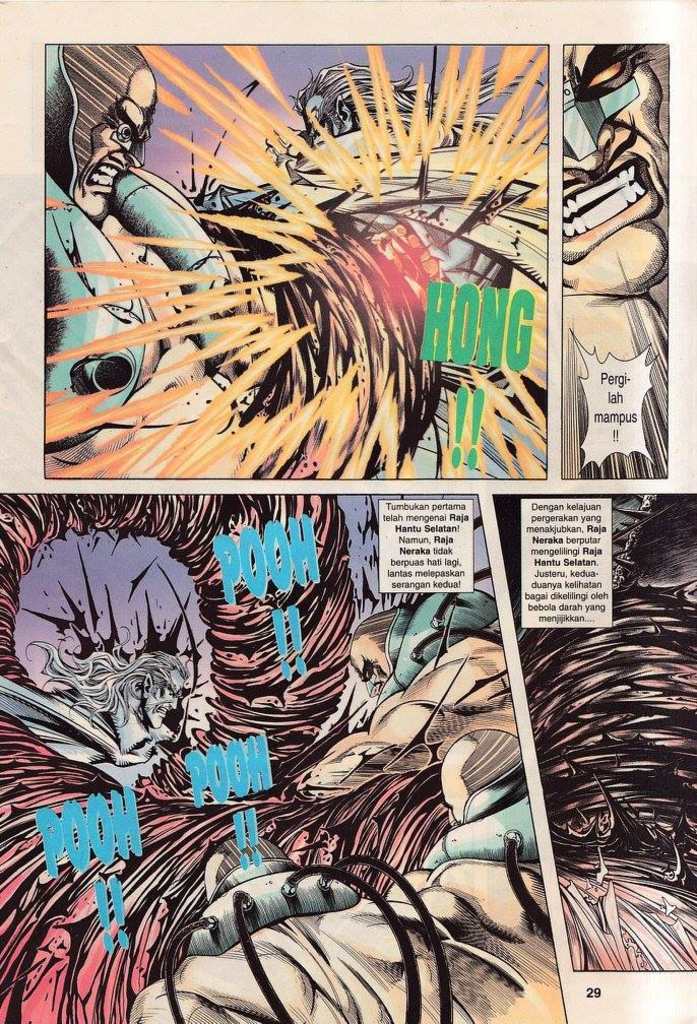 HONG
!!
Pergi-
lah
mampus
!!
POOH
!!
Tumbukan pertama
telah mengenai Raja
Hantu Selatan!
Namun, Raja
Neraka tidak
berpuas hati lagi,
lantas melepaskan
serangan kedua!
Dengan kelajuan
pergerakan yang
menakjubkan, Raja
Neraka berputar
mengelilingi Raja
Hantu Selatan.
Justeru, kedua-
duanya kelihatan
bagai dikelilingi oleh
bebola darah yang
menjijikkan....
POOH
!!
POOH
!!
29